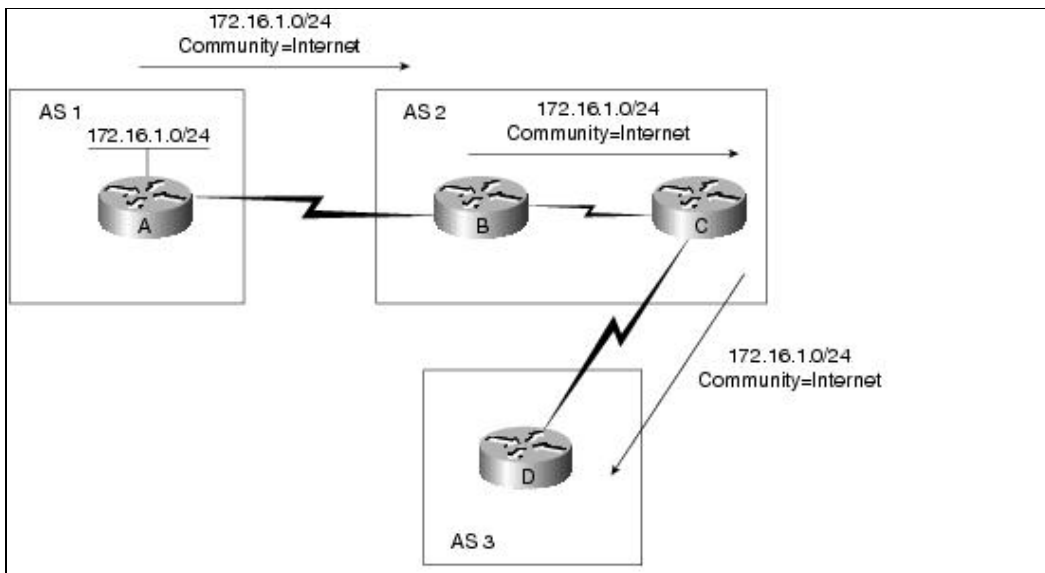 172.16.1.0/24
Community=Internet
AS 1
172.16.1.0/24
A
AS 2
172.16.1.0/24
Community=Internet
B
C
172.16.1.0/24
Community=Internet
D
AS 3